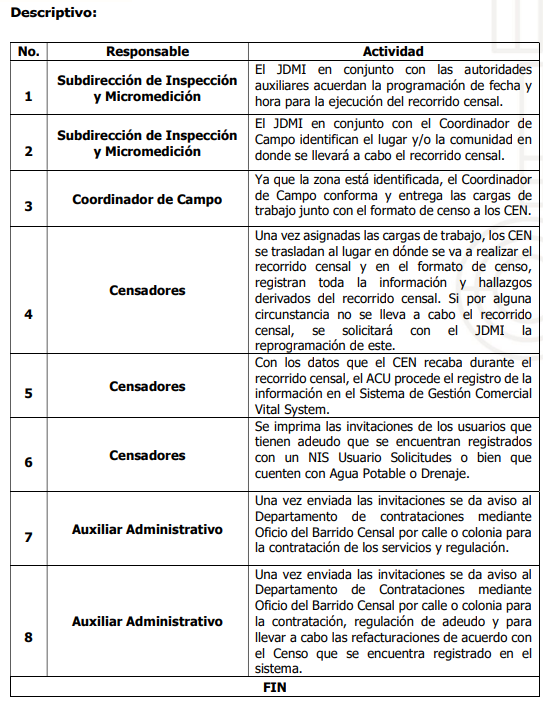 Descriptivo:
No. Responsable Actividad
1 Subdirección de Inspección y Micromedición
El JDMI en conjunto con las autoridades
auxiliares acuerdan la programación de fecha y
hora para la ejecución del recorrido censal.
2 Subdirección de Inspección y Micromedición
El JDMI en conjunto con el Coordinador de
Campo identifican el lugar y/o la comunidad en
donde se llevará a cabo el recorrido censal.
3 Coordinador de Campo
Ya que la zona está identificada, el Coordinador
de Campo conforma y entrega las cargas de
trabajo junto con el formato de censo a los CEN.
4 Censadores
Una vez asignadas las cargas de trabajo, los CEN
se trasladan al lugar en dónde se va a realizar el
recorrido censal y en el formato de censo,
registran toda la información y hallazgos
derivados del recorrido censal. Si por alguna
circunstancia no se lleva a cabo el recorrido
censal, se solicitará con el JDMI la
reprogramación de este.
5 Censadores
Con los datos que el CEN recaba durante el
recorrido censal, el ACU procede el registro de la
información en el Sistema de Gestión Comercial
Vital System.
6 Censadores
Se imprima las invitaciones de los usuarios que
tienen adeudo que se encuentran registrados
con un NIS Usuario Solicitudes o bien que
cuenten con Agua Potable o Drenaje.
7 Auxiliar Administrativo
Una vez enviada las invitaciones se da aviso al
Departamento de contrataciones mediante
Oficio del Barrido Censal por calle o colonia para
la contratación de los servicios y regulación.
8 Auxiliar Administrativo
Una vez enviada las invitaciones se da aviso al
Departamento de Contrataciones mediante
Oficio del Barrido Censal por calle o colonia para
la contratación, regulación de adeudo y para
llevar a cabo las refacturaciones de acuerdo con
el Censo que se encuentra registrado en el
sistema.
FIN